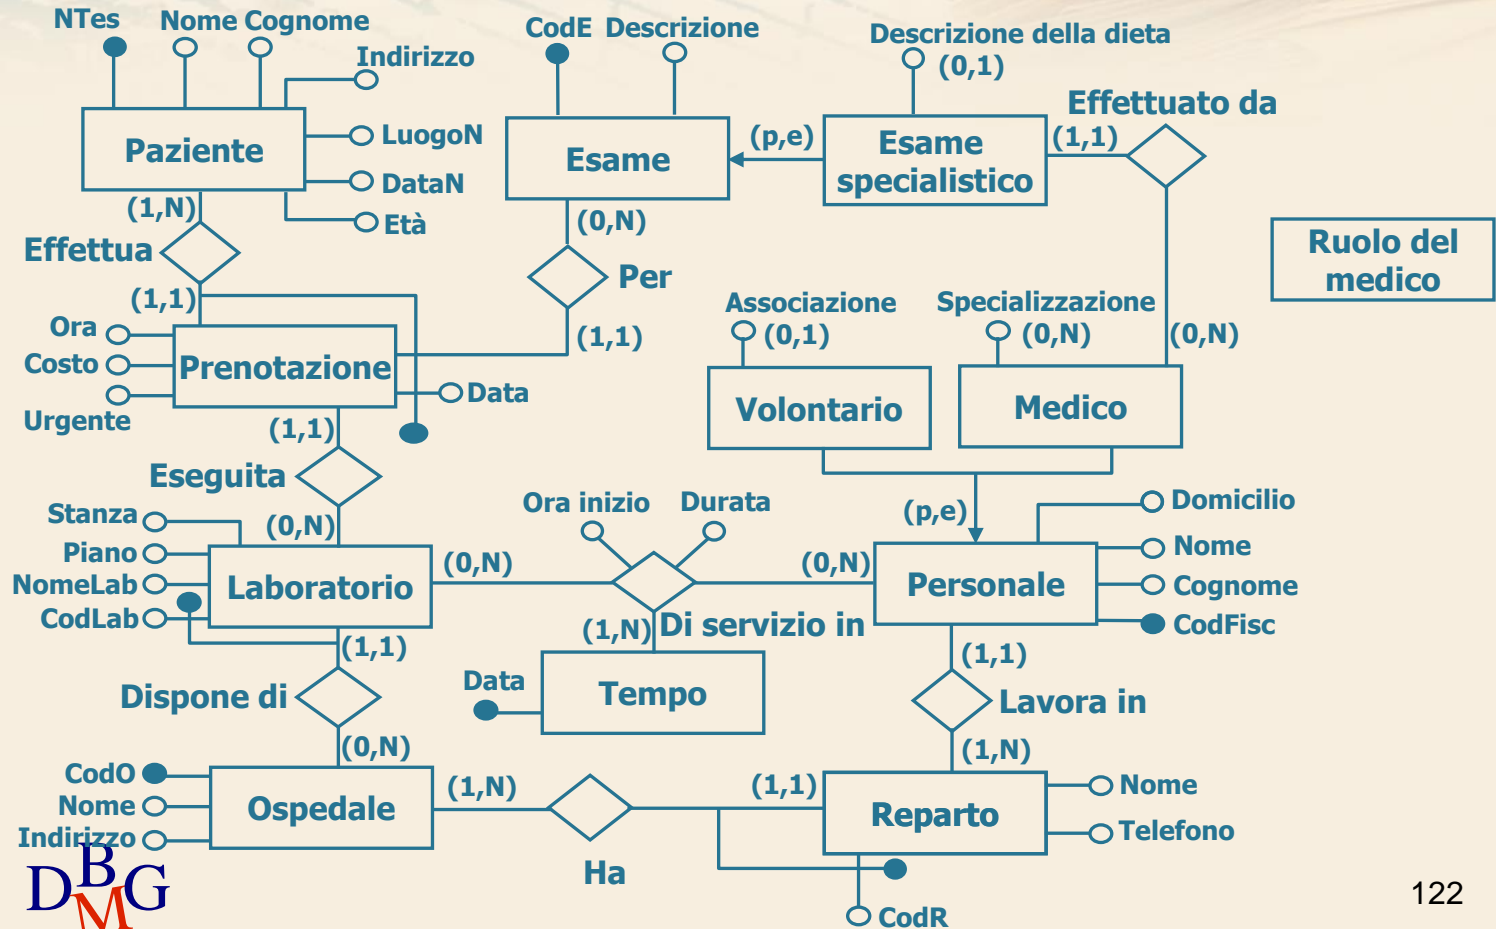 NTes
Nome Cognome
Indirizzo
CodE Descrizione
Descrizione della dieta
(0,1)
Effettuato da
Paziente
LuogoN
DataN
Età
Esame
(p,e)
Esame
specialistico
(1,1)
(1,N)
Effettua
(1,1)
(0,N)
Per
(1,1)
Ruolo del
medico
Associazione
(0,1)
Specializzazione
(0,N)
(0,N)
Ora
Costo
Urgente
Prenotazione
Data
Volontario
Medico
(1,1)
Eseguita
(0,N)
Stanza
Piano
NomeLab
CodLab
Laboratorio
(0,N)
Ora inizio
Durata
(0,N)
(p,e)
Personale
Domicilio
Nome
Cognome
CodFisc
(1,1)
Dispone di
(0,N)
(1,N)
Di servizio in
Data
Tempo
(1,1)
Lavora in
(1,N)
CodO
Nome
Indirizzo
Ospedale
(1,N)
Ha
(1,1)
Reparto
Nome
Telefono
CodR
DBMG
122